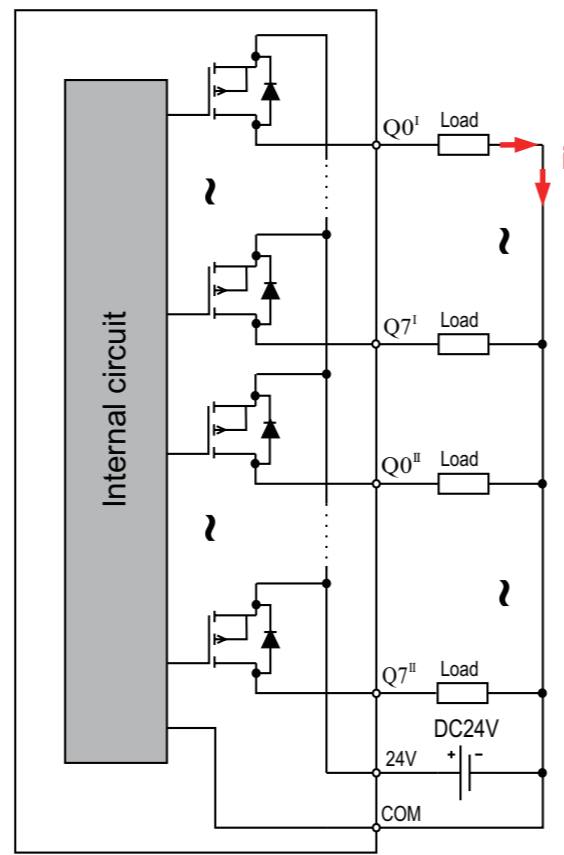 Internal circuit
Q0ᴵ
Load
i
Q7ᴵ
Load
Q0ᴵᴵ
Load
Q7ᴵᴵ
Load
DC24V
24V
+
-
COM